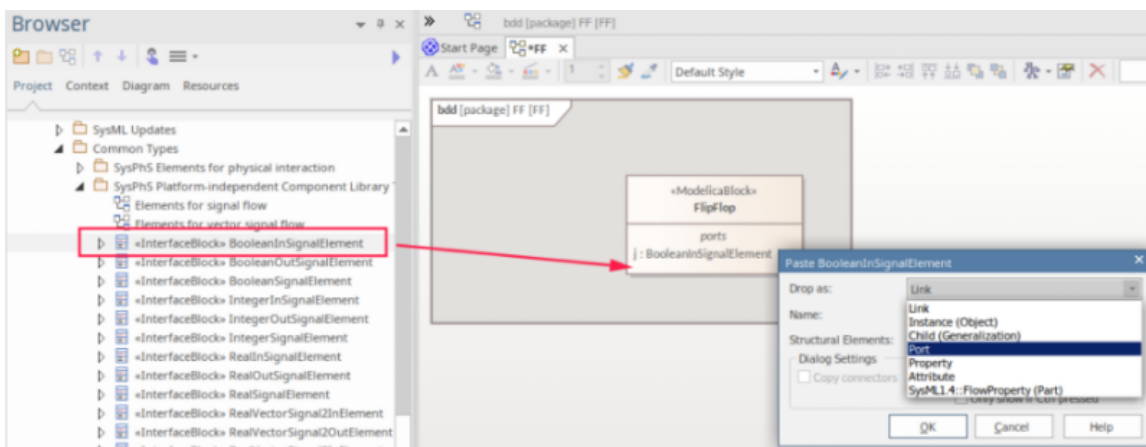 Browser
Project Context Diagram Resources
SysML Updates
Common Types
SysPhS Elements for physical interaction
SysPhS Platform-independent Component Library
Elements for signal flow
Elements for vector signal flow
«InterfaceBlock» BooleanInSignalElement
«InterfaceBlock» BooleanOutSignalElement
«InterfaceBlock» BooleanSignalElement
«InterfaceBlock» IntegerInSignalElement
«InterfaceBlock» IntegerOutSignalElement
«InterfaceBlock» IntegerSignalElement
«InterfaceBlock» RealInSignalElement
«InterfaceBlock» RealOutSignalElement
«InterfaceBlock» RealSignalElement
«InterfaceBlock» RealVectorSignal2InElement
«InterfaceBlock» RealVectorSignal2OutElement
bdd [package] FF [FF]
Start Page *FF
1 Default Style
bdd [package] FF [FF]
«ModelicaBlock»
FlipFlop
ports
j : BooleanInSignalElement
Paste BooleanInSignalElement
Drop as: Link
Name:
Structural Elements:
Dialog Settings
Copy connectors
Link
Instance (Object)
Child (Generalization)
Port
Property
Attribute
SysML1.4::FlowProperty (Part)
Only show if Ctrl pressed
OK Cancel Help